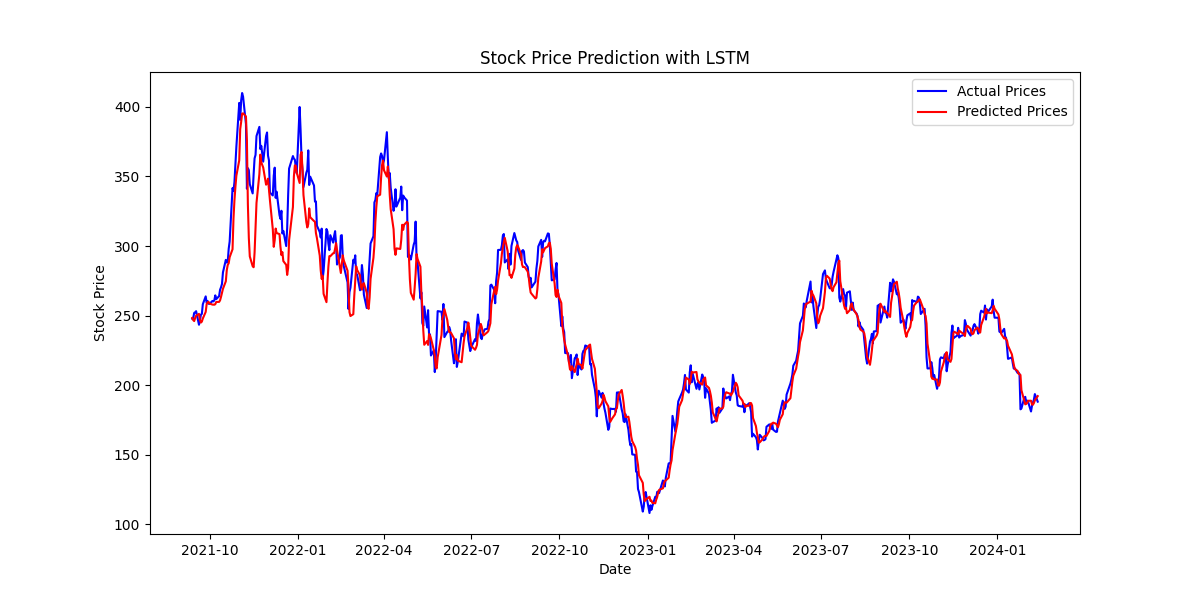 Stock Price Prediction with LSTM
Actual Prices
Predicted Prices
Stock Price
400
350
300
250
200
150
100
2021-10 2022-01 2022-04 2022-07 2022-10 2023-01 2023-04 2023-07 2023-10 2024-01
Date